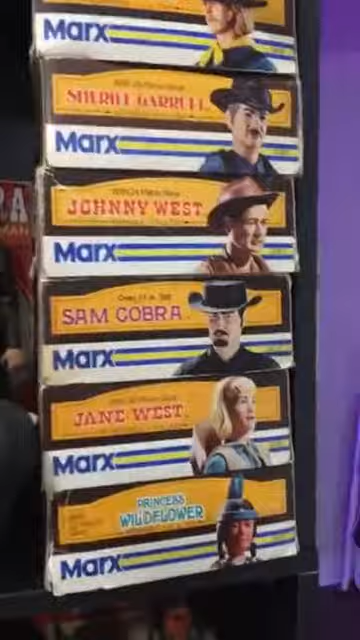 Marx
SHERIFF GARRETT
Marx
JOHNNY WEST
Marx
SAM COBRA
Marx
JANE WEST
Marx
PRINCESS
WILDFLOWER
Marx